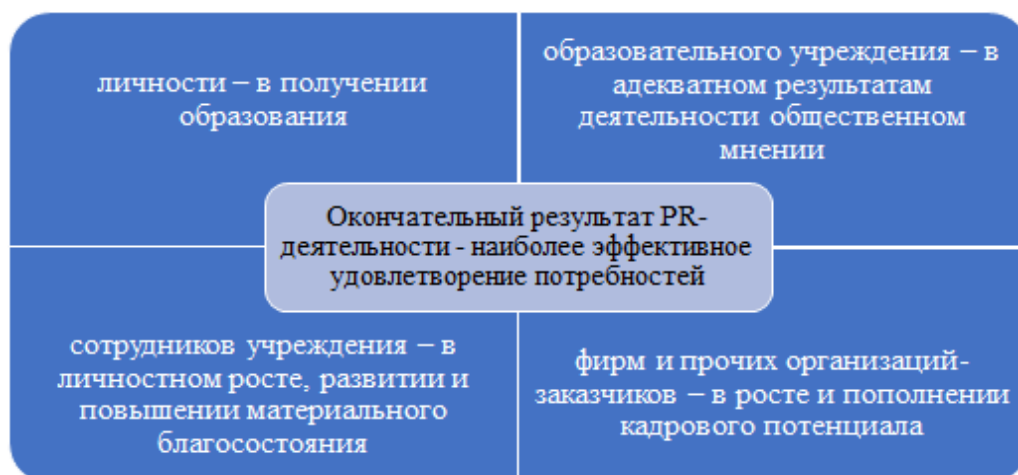 личности – в получении
образования
образовательного учреждения – в
адекватном результатам
деятельности общественном
мнении
Окончательный результат PR-
деятельности - наиболее эффективное
удовлетворение потребностей
сотрудников учреждения – в
личностном росте, развитии и
повышении материального
благосостояния
фирм и прочих организаций-
заказчиков – в росте и пополнении
кадрового потенциала